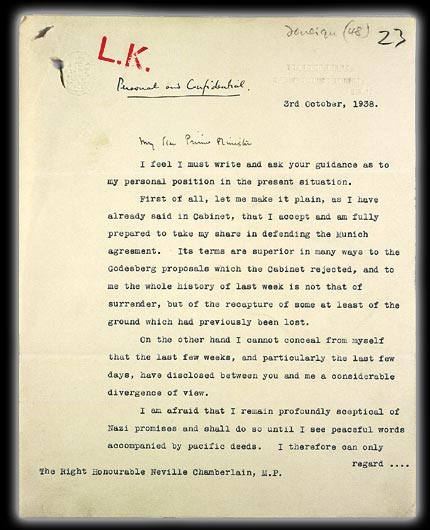 L.K.
Foreign (48) 23
Personal and Confidential.
3rd October, 1938.
My dear Prime Minister
I feel I must write and ask your guidance as to
my personal position in the present situation.
First of all, let me make it plain, as I have
already said in Cabinet, that I accept and am fully
prepared to take my share in defending the Munich
agreement. Its terms are superior in many ways to the
Godesberg proposals which the Cabinet rejected, and to
me the whole history of last week is not that of
surrender, but of the recapture of some at least of the
ground which had previously been lost.
On the other hand I cannot conceal from myself
that the last few weeks, and particularly the last few
days, have disclosed between you and me a considerable
divergence of view.
I am afraid that I remain profoundly sceptical of
Nazi promises and shall do so until I see peaceful words
accompanied by pacific deeds. I therefore can only
regard ....
The Right Honourable Neville Chamberlain, M.P.